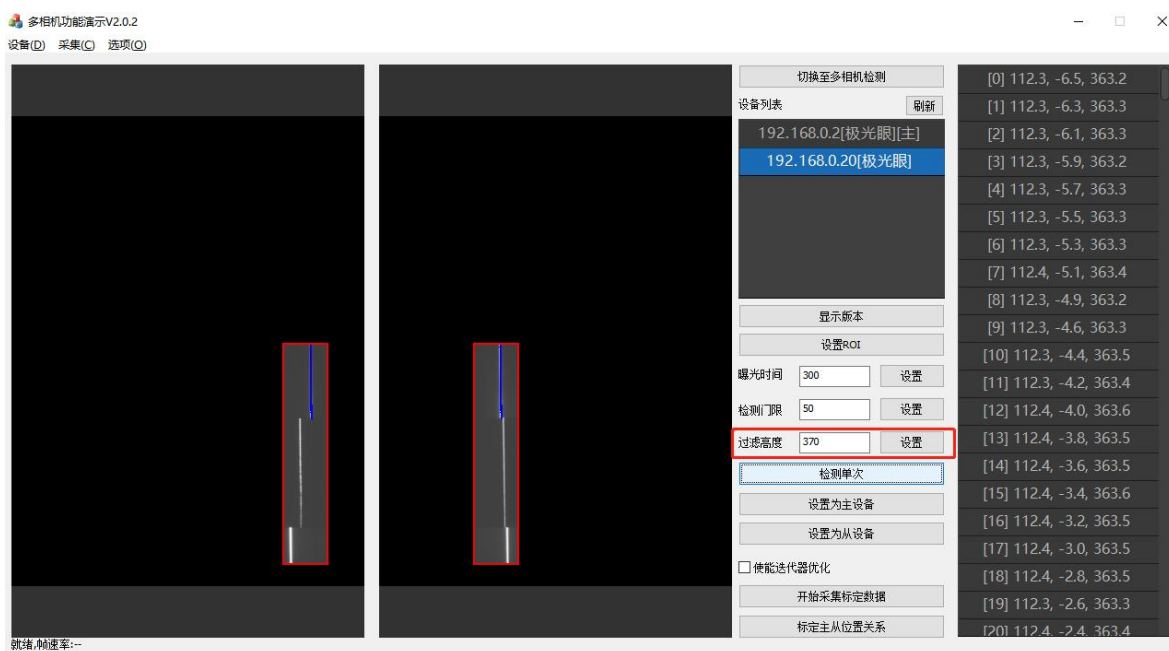 多相机功能演示V2.0.2
设备(D) 采集(C) 选项(O)
切换至多相机检测
设备列表 刷新
192.168.0.2[极光眼][主]
192.168.0.20[极光眼]
显示版本
设置ROI
曝光时间 300 设置
检测门限 50 设置
过滤高度 370 设置
检测单次
设置为主设备
设置为从设备
使能迭代器优化
开始采集标定数据
标定主从位置关系
[0] 112.3, -6.5, 363.2
[1] 112.3, -6.3, 363.3
[2] 112.3, -6.1, 363.3
[3] 112.3, -5.9, 363.2
[4] 112.3, -5.7, 363.3
[5] 112.3, -5.5, 363.3
[6] 112.3, -5.3, 363.3
[7] 112.4, -5.1, 363.4
[8] 112.3, -4.9, 363.2
[9] 112.3, -4.6, 363.3
[10] 112.3, -4.4, 363.5
[11] 112.3, -4.2, 363.4
[12] 112.4, -4.0, 363.6
[13] 112.4, -3.8, 363.5
[14] 112.4, -3.6, 363.5
[15] 112.4, -3.4, 363.6
[16] 112.4, -3.2, 363.5
[17] 112.4, -3.0, 363.5
[18] 112.4, -2.8, 363.5
[19] 112.3, -2.6, 363.3
[20] 112.4, -2.4, 363.4
就绪,帧速率:--